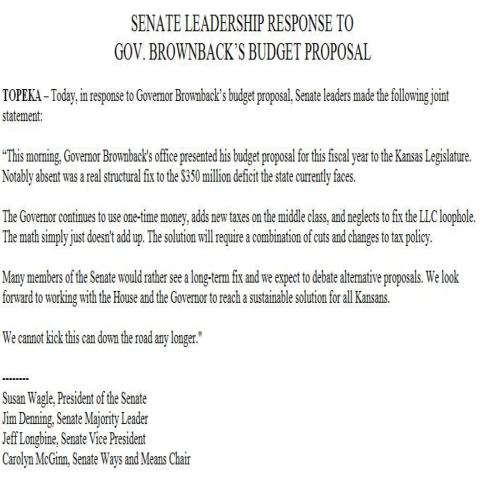 SENATE LEADERSHIP RESPONSE TO
GOV. BROWNBACK’S BUDGET PROPOSAL
TOPEKA – Today, in response to Governor Brownback’s budget proposal, Senate leaders made the following joint
statement:
“This morning, Governor Brownback's office presented his budget proposal for this fiscal year to the Kansas Legislature.
Notably absent was a real structural fix to the $350 million deficit the state currently faces.
The Governor continues to use one-time money, adds new taxes on the middle class, and neglects to fix the LLC loophole.
The math simply just doesn't add up. The solution will require a combination of cuts and changes to tax policy.
Many members of the Senate would rather see a long-term fix and we expect to debate alternative proposals. We look
forward to working with the House and the Governor to reach a sustainable solution for all Kansans.
We cannot kick this can down the road any longer."
--------
Susan Wagle, President of the Senate
Jim Denning, Senate Majority Leader
Jeff Longbine, Senate Vice President
Carolyn McGinn, Senate Ways and Means Chair